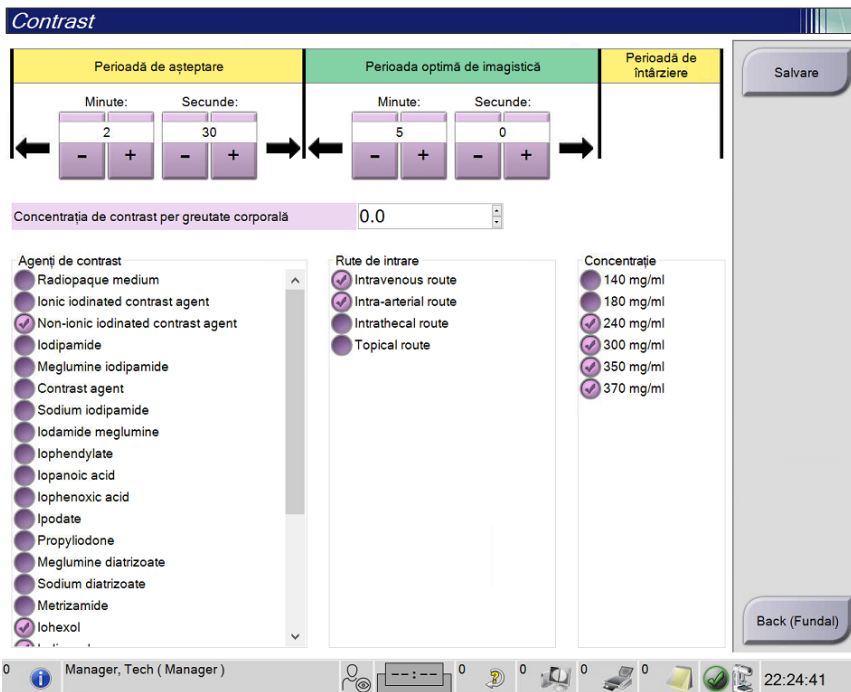 Contrast
Perioadă de așteptare
Perioada optimă de imagistică
Perioadă de
întârziere
Salvare
Minute:
Secunde:
Minute:
Secunde:
2
30
5
0
- + - + - + - +
Concentrația de contrast per greutate corporală
0.0
Agenți de contrast
Radiopaque medium
Ionic iodinated contrast agent
Non-ionic iodinated contrast agent
Iodipamide
Meglumine iodipamide
Contrast agent
Sodium iodipamide
Iodamide meglumine
Iophendylate
Iopanoic acid
Iophenoxic acid
Ipodate
Propyliodone
Meglumine diatrizoate
Sodium diatrizoate
Metrizamide
Iohexol
Rute de intrare
Intravenous route
Intra-arterial route
Intrathecal route
Topical route
Concentrație
140 mg/ml
180 mg/ml
240 mg/ml
300 mg/ml
350 mg/ml
370 mg/ml
Back (Fundal)
0
Manager, Tech ( Manager )
--:--
0
0
0
0
22:24:41